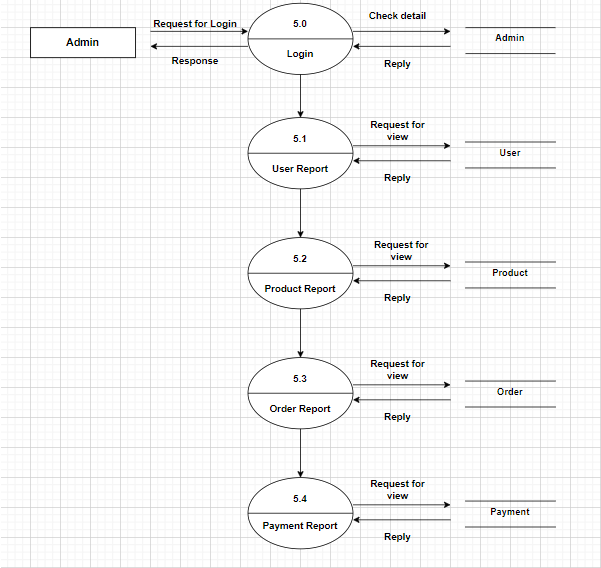 Request for Login
Admin
Response
5.0
Login
Check detail
Reply
Admin
5.1
User Report
Request for
view
Reply
User
5.2
Product Report
Request for
view
Reply
Product
5.3
Order Report
Request for
view
Reply
Order
5.4
Payment Report
Request for
view
Reply
Payment